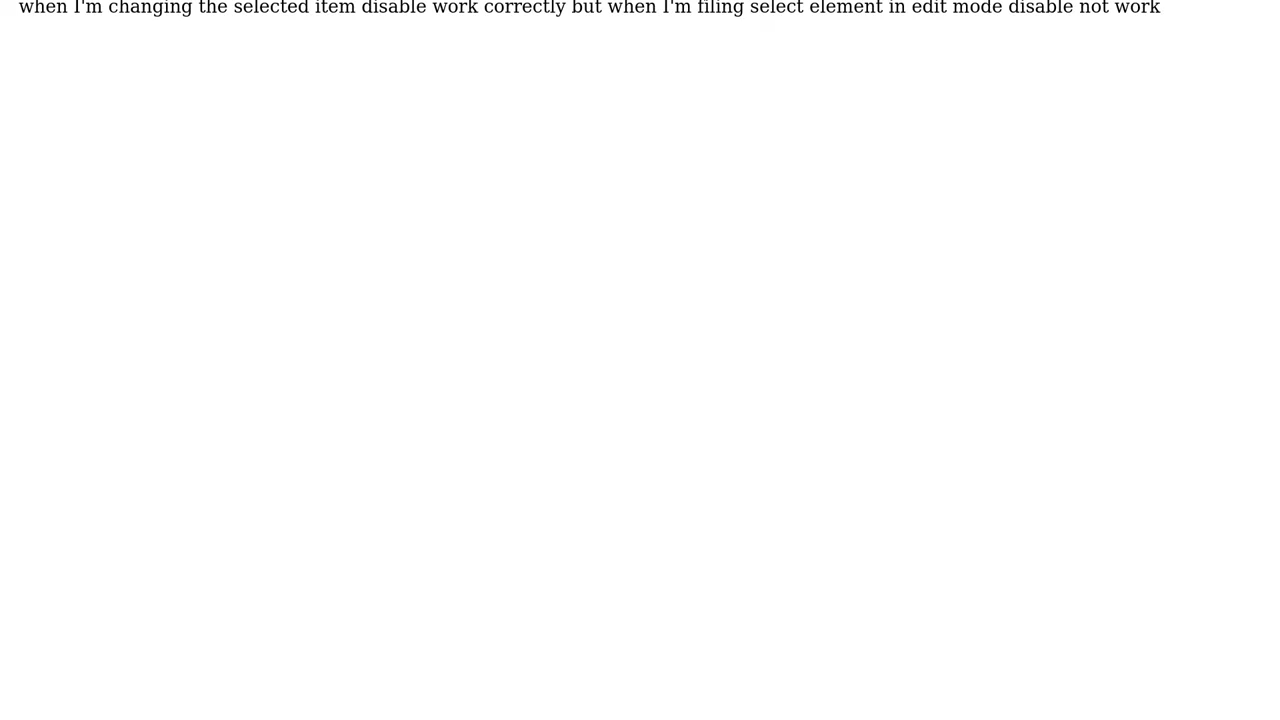 when I'm changing the selected item disable work correctly but when I'm filing select element in edit mode disable not work